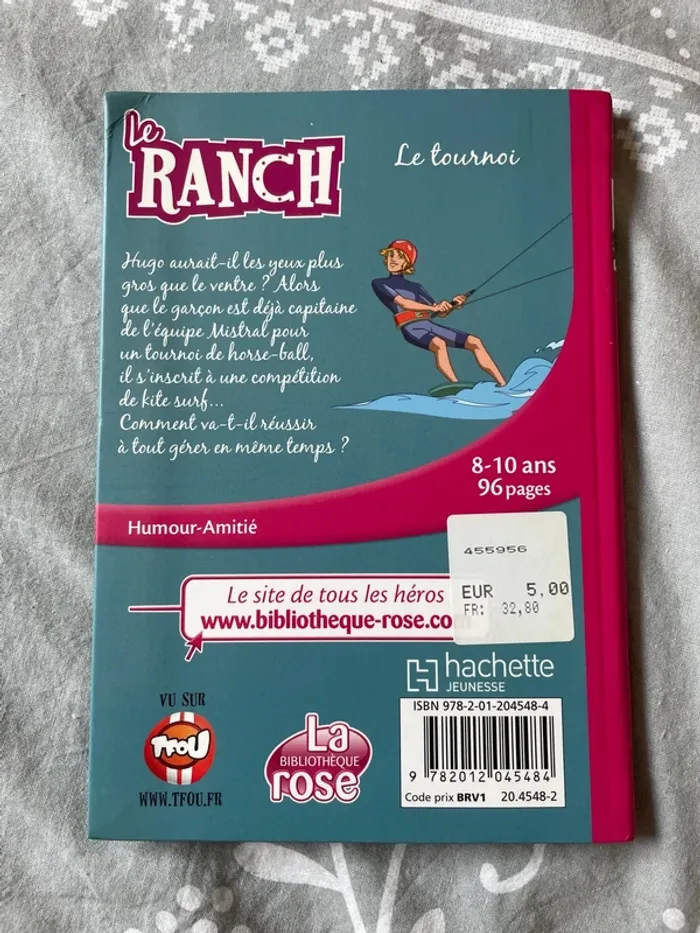 Le
RANCH
Le tournoi
Hugo aurait-il les yeux plus
gros que le ventre ? Alors
que le garçon est déjà capitaine
de l'équipe Mistral pour
un tournoi de horse-ball,
il s'inscrit à une compétition
de kite surf...
Comment va-t-il réussir
à tout gérer en même temps ?
8-10 ans
96 pages
Humour-Amitié
455956
EUR 5,00
FR: 32,80
Le site de tous les héros
www.bibliotheque-rose.com
hachette
JEUNESSE
VU SUR
TFOU
WWW.TFOU.FR
La
BIBLIOTHÈQUE
rose
ISBN 978-2-01-204548-4
9 782012 045484
Code prix BRV1 20.4548-2